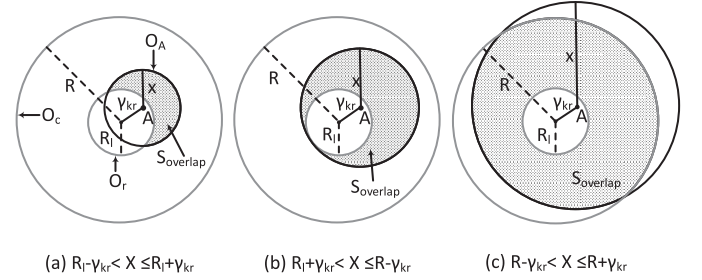 O_A
R
x
γ_kr
A
O_c
R_l
S_overlap
O_r
R
x
γ_kr
A
R_l
S_overlap
x
R
γ_kr
A
R_l
S_overlap
(a) R_l-γ_kr< X ≤R_l+γ_kr
(b) R_l+γ_kr< X ≤R-γ_kr
(c) R-γ_kr< X ≤R+γ_kr